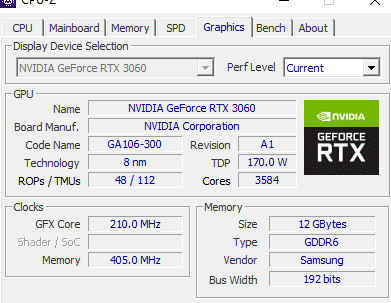 CPU-Z
CPU Mainboard Memory SPD Graphics Bench About
Display Device Selection
NVIDIA GeForce RTX 3060 Perf Level Current
GPU
Name NVIDIA GeForce RTX 3060
Board Manuf. NVIDIA Corporation
Code Name GA106-300 Revision A1
Technology 8 nm TDP 170.0 W
ROPs / TMUs 48 / 112 Cores 3584
NVIDIA
GEFORCE
RTX
Clocks
GFX Core 210.0 MHz
Shader / SoC
Memory 405.0 MHz
Memory
Size 12 GBytes
Type GDDR6
Vendor Samsung
Bus Width 192 bits